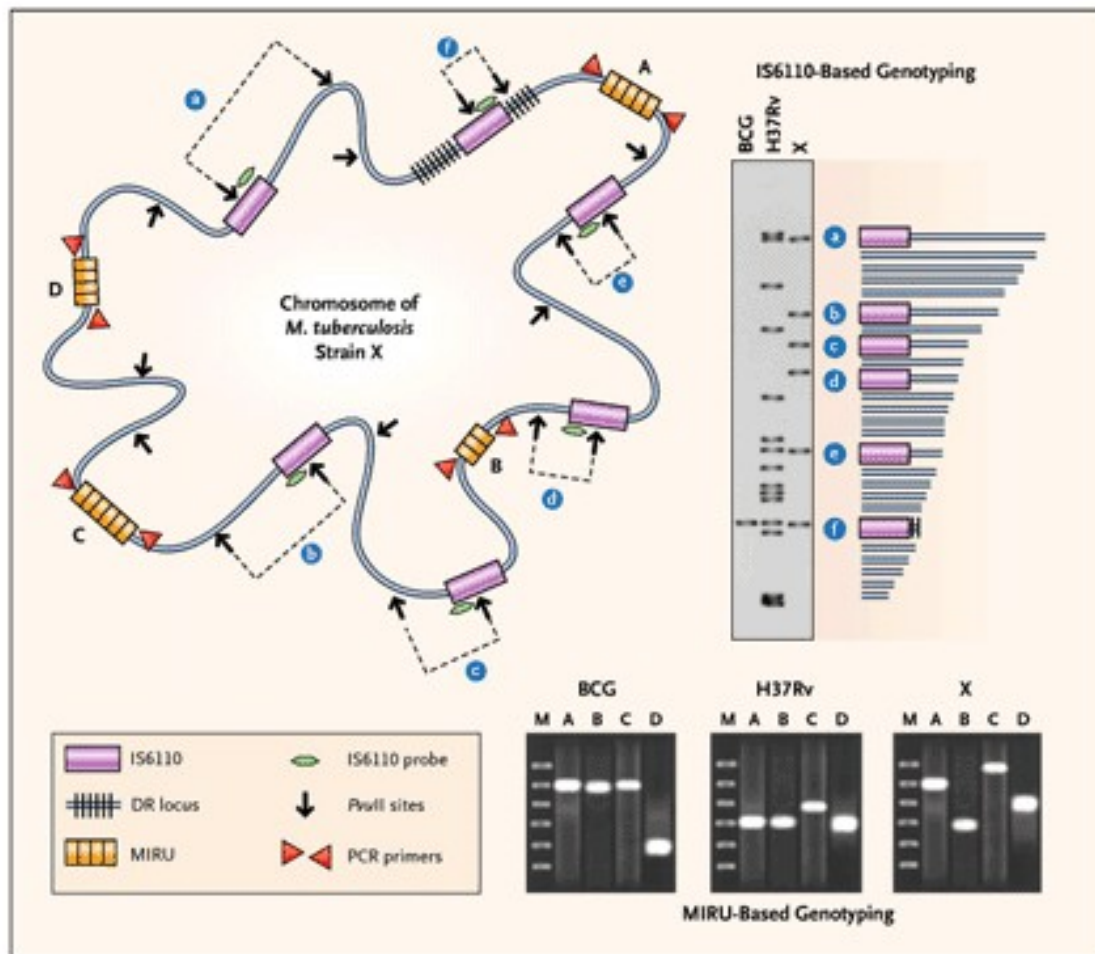 f
A
a
IS6110-Based Genotyping
BCG
H37Rv
X
a
e
D
Chromosome of
M. tuberculosis
Strain X
b
c
d
e
B
d
f
C
b
c
BCG
H37Rv
X
M A B C D
M A B C D
M A B C D
IS6110
IS6110 probe
DR locus
PvuII sites
MIRU
PCR primers
MIRU-Based Genotyping